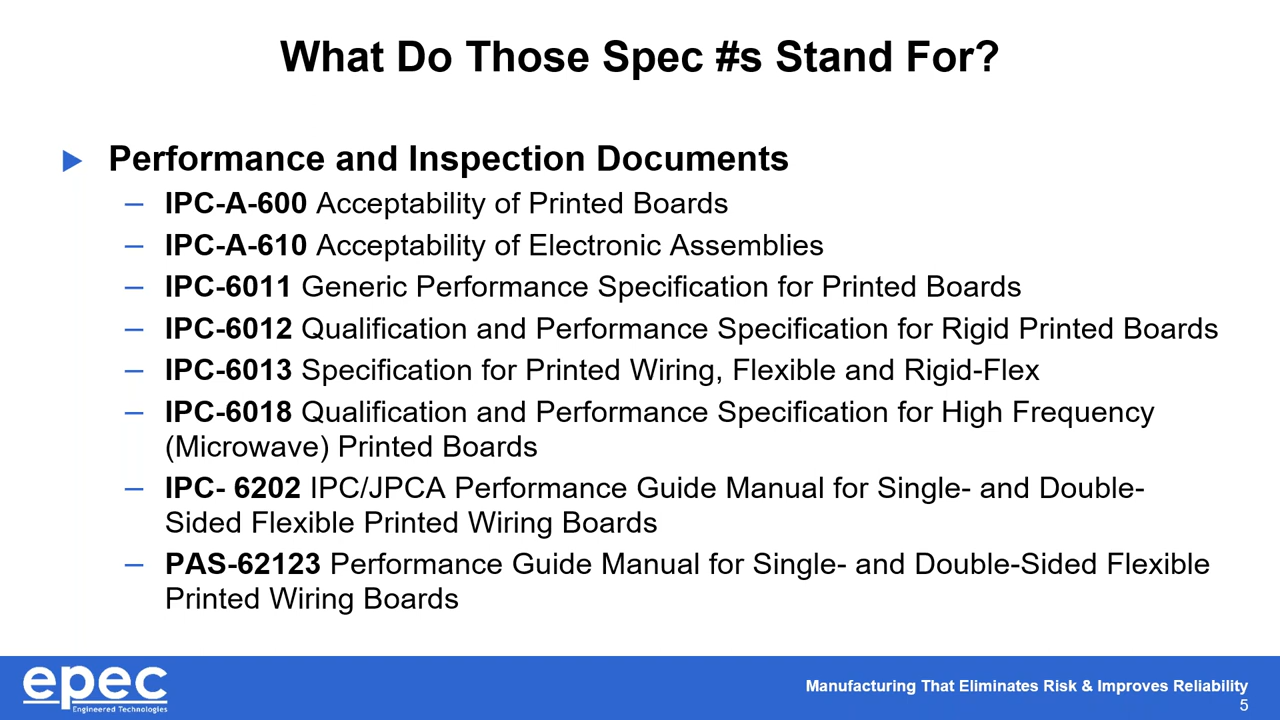 What Do Those Spec #s Stand For?
Performance and Inspection Documents
– IPC-A-600 Acceptability of Printed Boards
– IPC-A-610 Acceptability of Electronic Assemblies
– IPC-6011 Generic Performance Specification for Printed Boards
– IPC-6012 Qualification and Performance Specification for Rigid Printed Boards
– IPC-6013 Specification for Printed Wiring, Flexible and Rigid-Flex
– IPC-6018 Qualification and Performance Specification for High Frequency
(Microwave) Printed Boards
– IPC- 6202 IPC/JPCA Performance Guide Manual for Single- and Double-
Sided Flexible Printed Wiring Boards
– PAS-62123 Performance Guide Manual for Single- and Double-Sided Flexible
Printed Wiring Boards
epec
Engineered Technologies
Manufacturing That Eliminates Risk & Improves Reliability
5